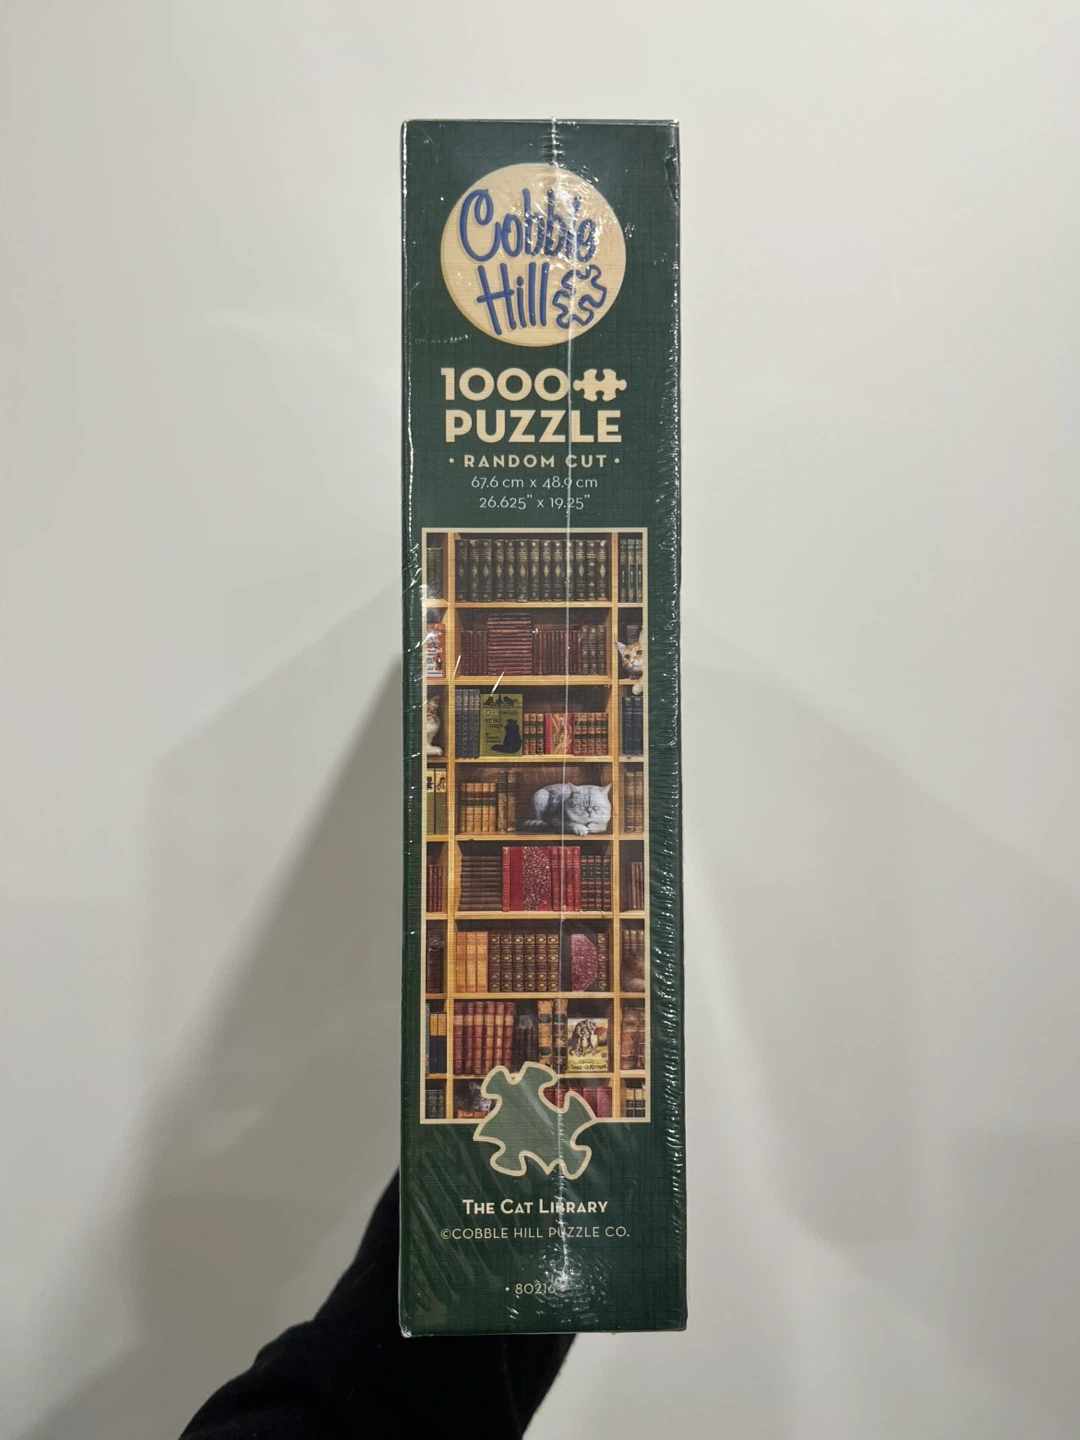 Cobble
Hill
1000
PUZZLE
• RANDOM CUT •
67.6 cm x 48.9 cm
26.625" x 19.25"
THE CAT LIBRARY
©COBBLE HILL PUZZLE CO.
• 80216